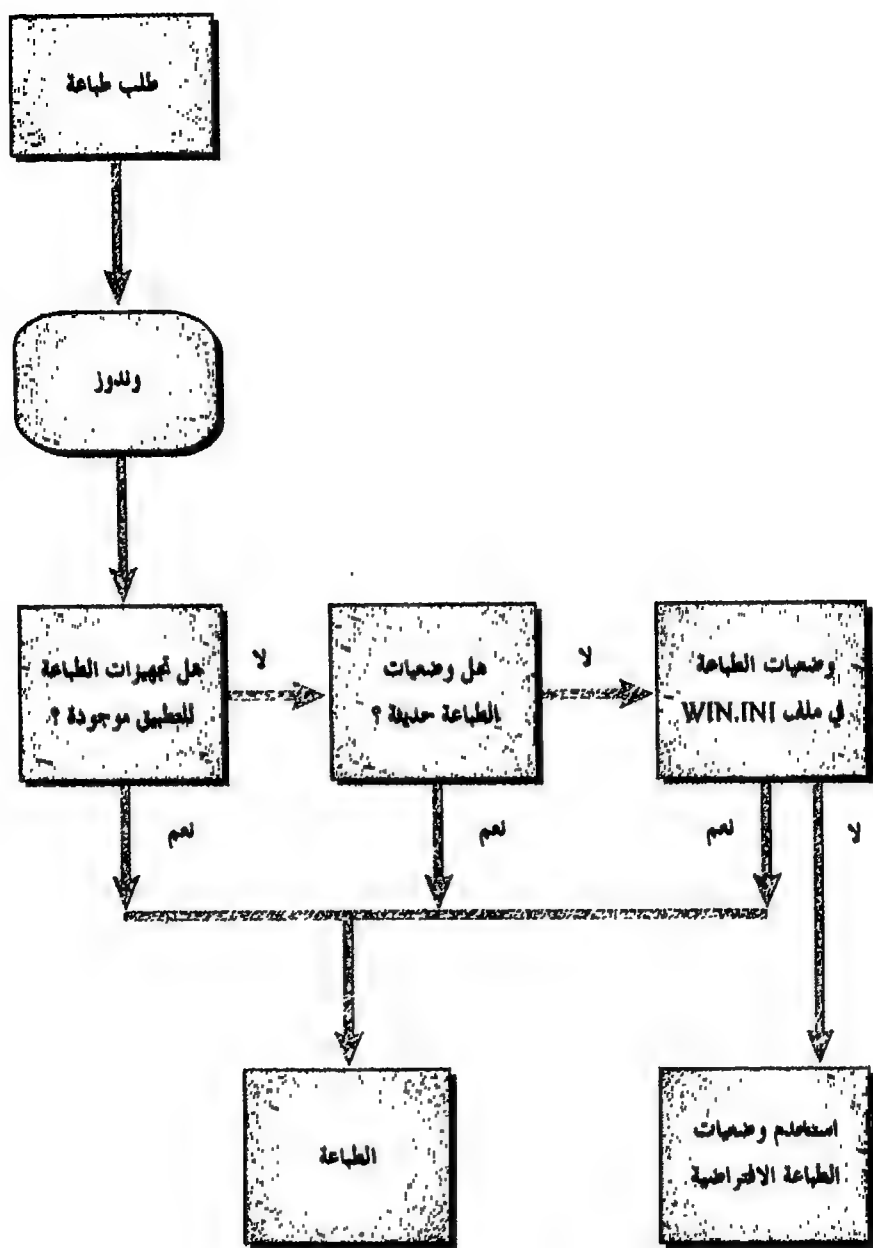 طلب طباعة
وندوز
هل تجهيزات الطباعة
للتطبيق موجودة ؟
لا
هل وضعيات
الطباعة حديثة ؟
لا
وضعيات الطباعة
في ملف WIN.INI
نعم
نعم
نعم
لا
الطباعة
استخدم وضعيات
الطباعة الافتراضية